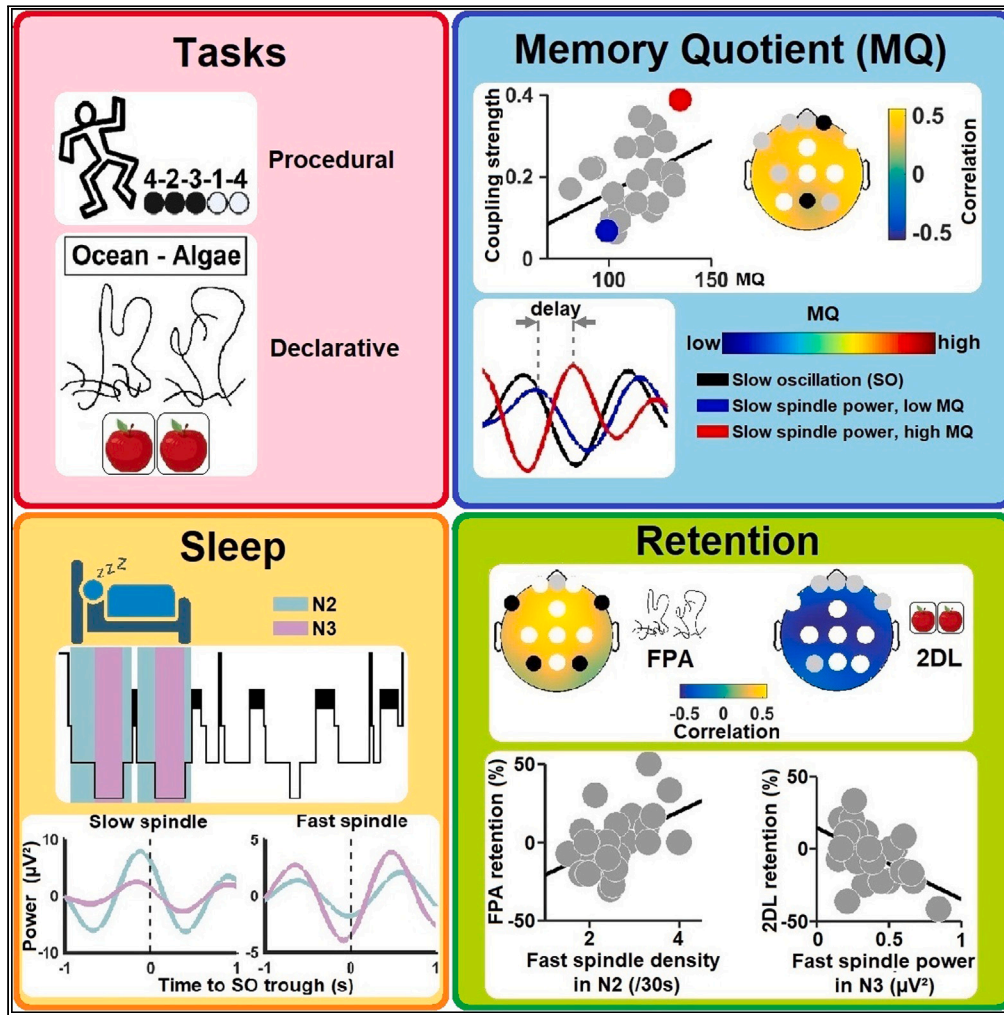 Tasks
4-2-3-1-4
Procedural
Ocean - Algae
Declarative
Memory Quotient (MQ)
Coupling strength
0.4
0.2
0
100
150
MQ
0.5
0
-0.5
Correlation
delay
MQ
low
high
Slow oscillation (SO)
Slow spindle power, low MQ
Slow spindle power, high MQ
Sleep
zzz
N2
N3
Slow spindle
Fast spindle
Power (µV²)
10
0
-10
-1
0
1
5
0
-5
-1
0
1
Time to SO trough (s)
Retention
FPA
2DL
-0.5
0
0.5
Correlation
FPA retention (%)
50
0
-50
2
4
Fast spindle density
in N2 (/30s)
2DL retention (%)
50
0
-50
0
0.5
1
Fast spindle power
in N3 (µV²)